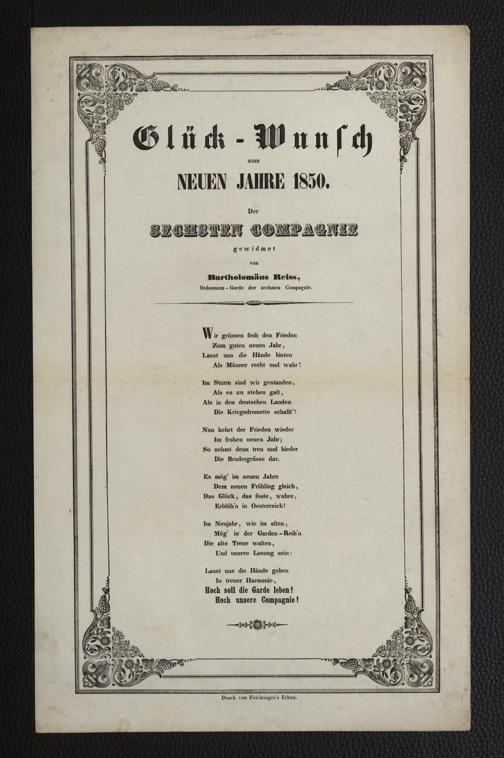 Glück-Wunsch
zum
NEUEN JAHRE 1850.
Der
SECHSTEN COMPAGNIE
gewidmet
von
Bartholomäus Reiss,
Ordonnanz-Garde der sechsten Compagnie.
Wir grüssen froh den Frieden
Zum guten neuen Jahr,
Lasst uns die Hände bieten
Als Männer recht und wahr!
Im Sturm sind wir gestanden,
Als es zu stehen galt,
Als in den deutschen Landen
Die Kriegsdromette schallt'!
Nun kehrt der Frieden wieder
Im frohen neuen Jahr;
So nehmt denn treu und bieder
Die Brudergrüsse dar.
Es mög' im neuen Jahre
Dem neuen Frühling gleich,
Das Glück, das feste, wahre,
Erblüh'n in Oesterreich!
Im Neujahr, wie im alten,
Mög' in der Garden-Reih'n
Die alte Treue walten,
Und unsere Losung sein:
Lasst uns die Hände geben
In treuer Harmonie,
Hoch soll die Garde leben!
Hoch unsere Compagnie!
Druck von Feichtinger's Erben.